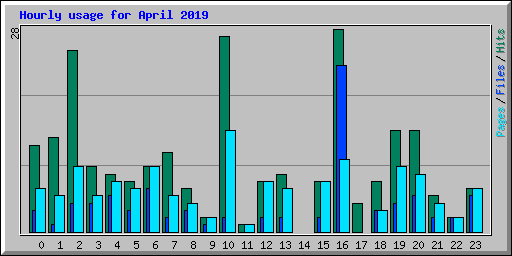 Hourly usage for April 2019
28
Pages / Files / Hits
0 1 2 3 4 5 6 7 8 9 10 11 12 13 14 15 16 17 18 19 20 21 22 23